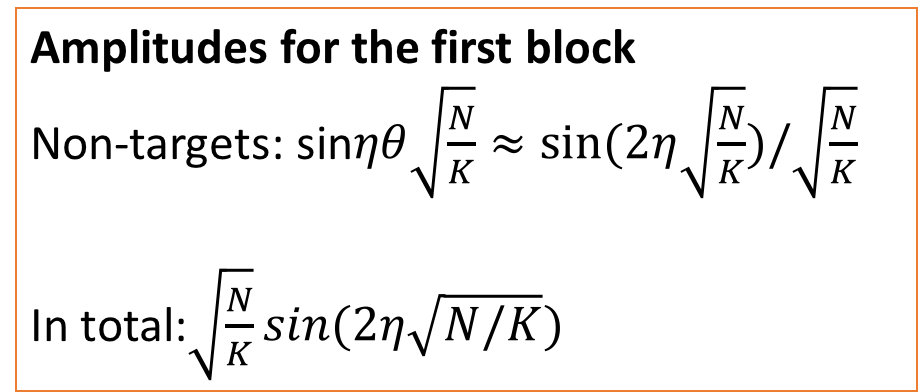 Amplitudes for the first block
Non-targets: sinηθ√(N/K) ≈ sin(2η√(N/K))/√(N/K)
In total: √(N/K) sin(2η√(N/K))